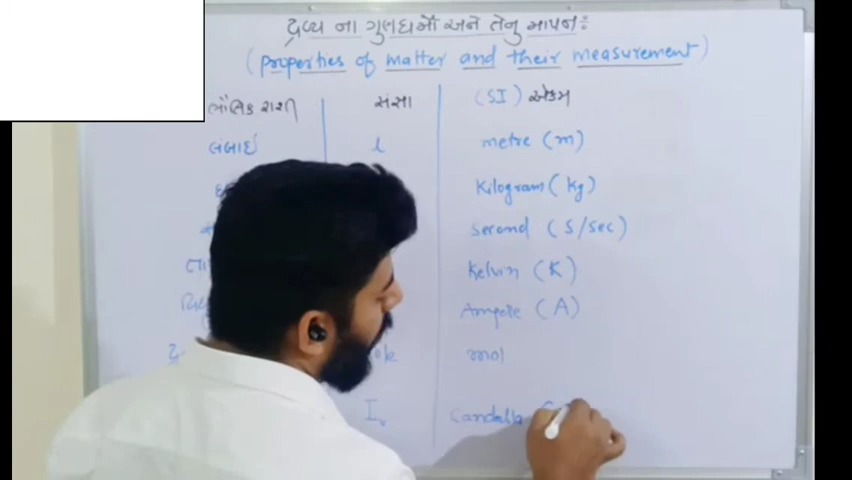 દ્રવ્ય ના ગુણધર્મો અને તેનુ માપન:
(properties of matter and their measurement)
ભૌતિક રાશી સંજ્ઞા (SI) એકમ
લંબાઈ l metre (m)
Kilogram (kg)
second (S/sec)
તા Kelvin (K)
Ampere (A)
mol
Iv Candella (